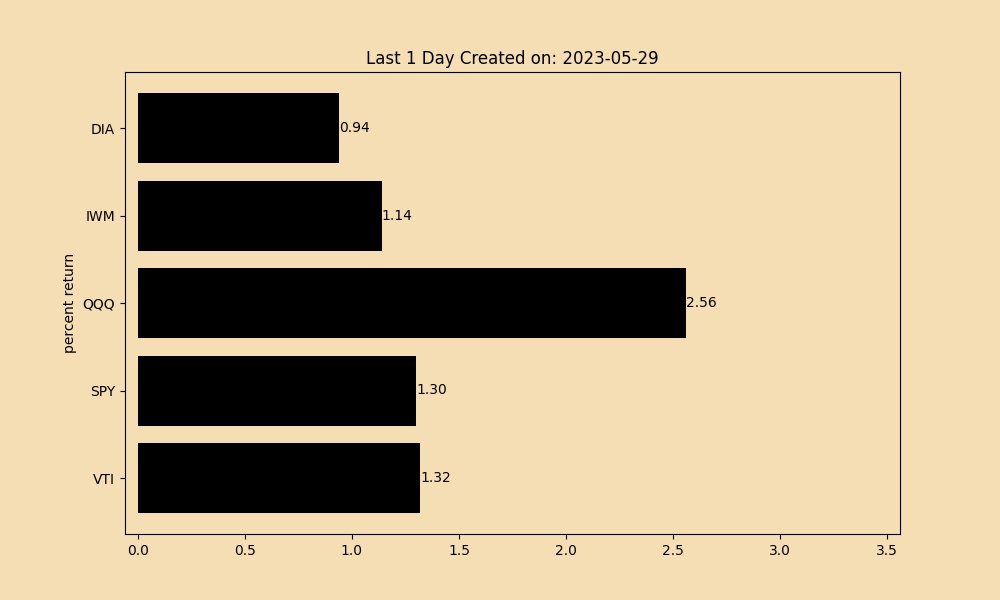 Last 1 Day Created on: 2023-05-29
percent return
DIA 0.94
IWM 1.14
QQQ 2.56
SPY 1.30
VTI 1.32
0.0 0.5 1.0 1.5 2.0 2.5 3.0 3.5